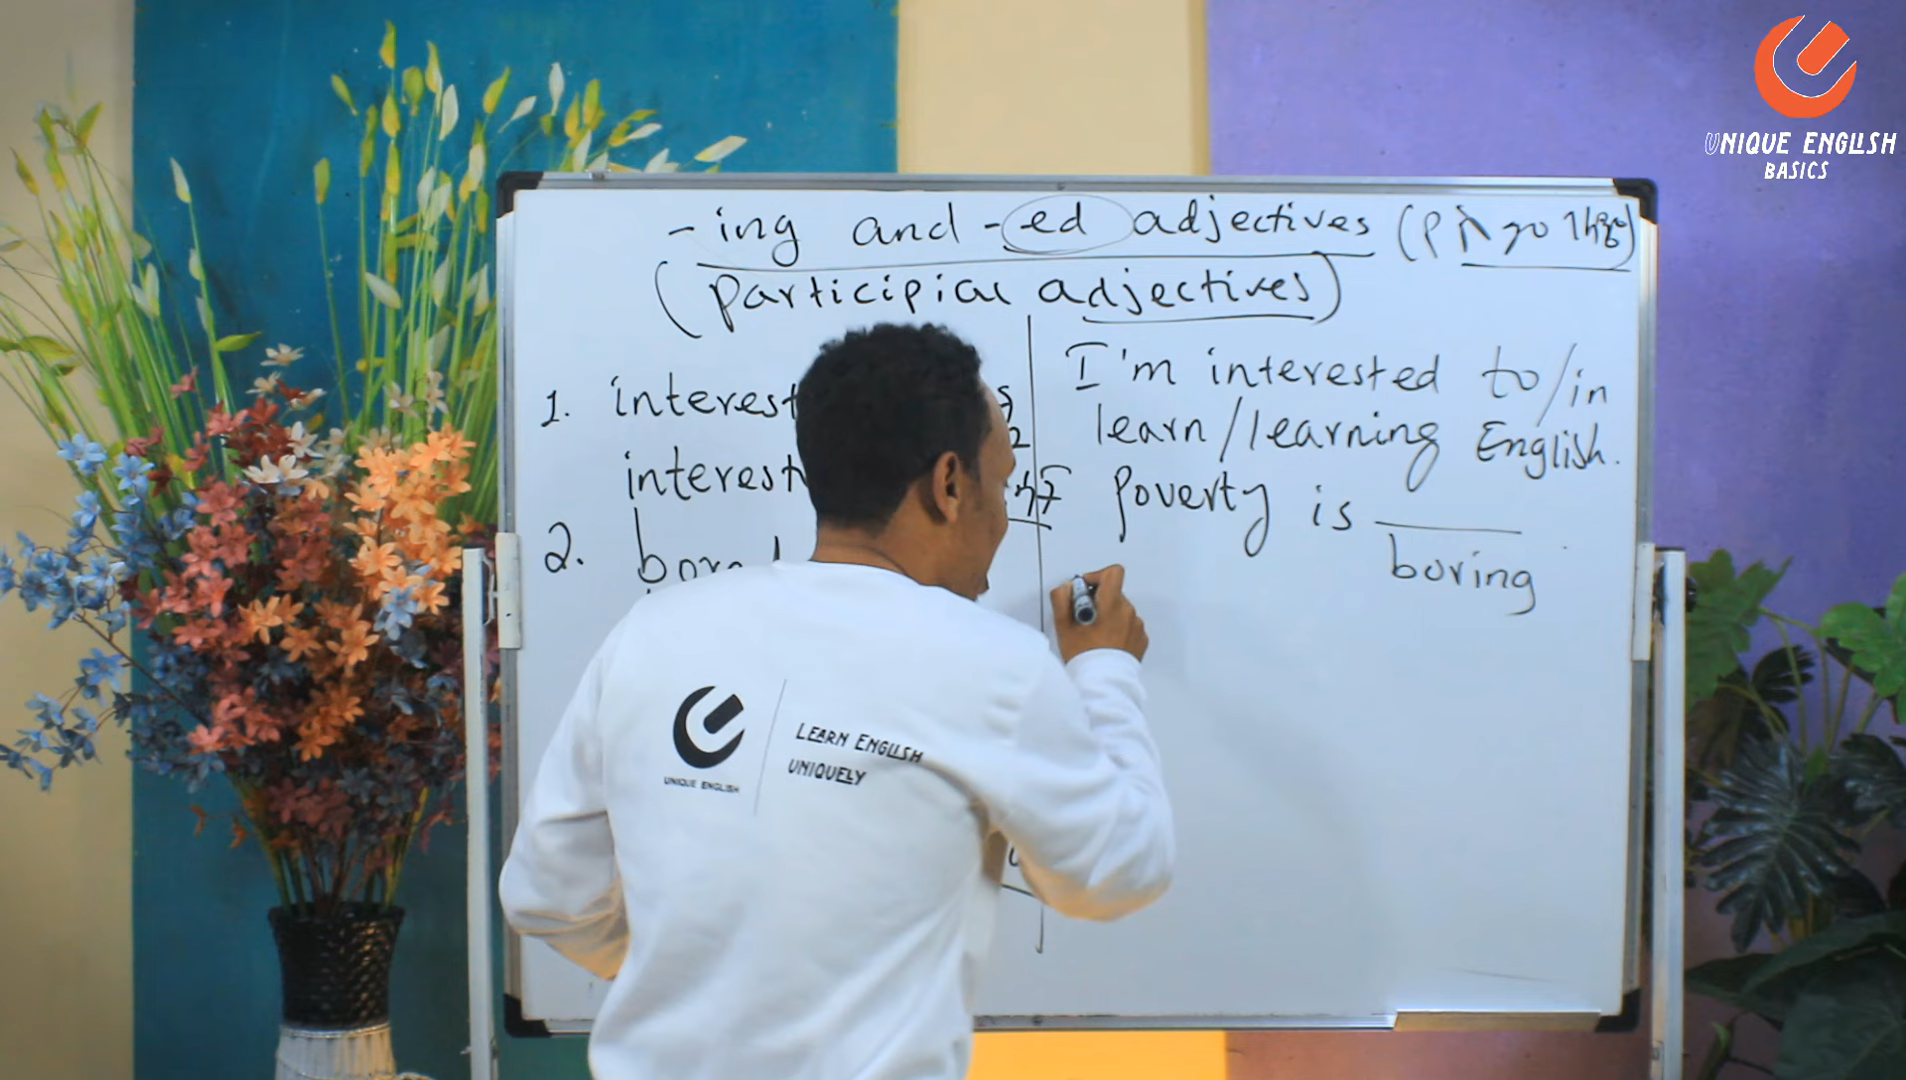 UNIQUE ENGLISH
BASICS
-ing and -ed adjectives
(participial adjectives)
1. interest
interest
2.
I'm interested to/in
learn/learning English.
Poverty is ____
boring
LEARN ENGLISH
UNIQUELY
UNIQUE ENGLISH